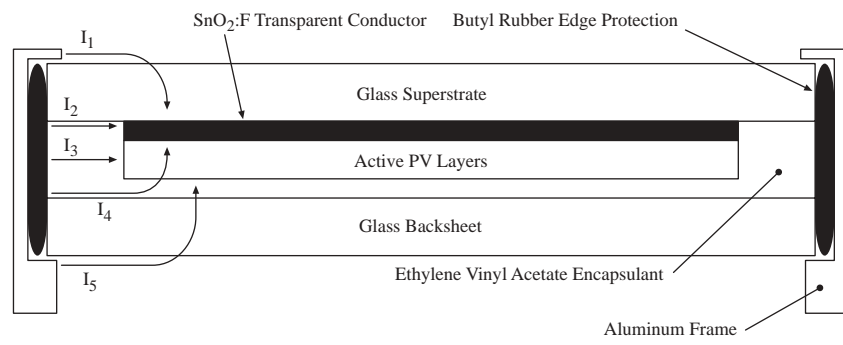 SnO2:F Transparent Conductor
Butyl Rubber Edge Protection
I1
Glass Superstrate
I2
I3
Active PV Layers
I4
Glass Backsheet
I5
Ethylene Vinyl Acetate Encapsulant
Aluminum Frame